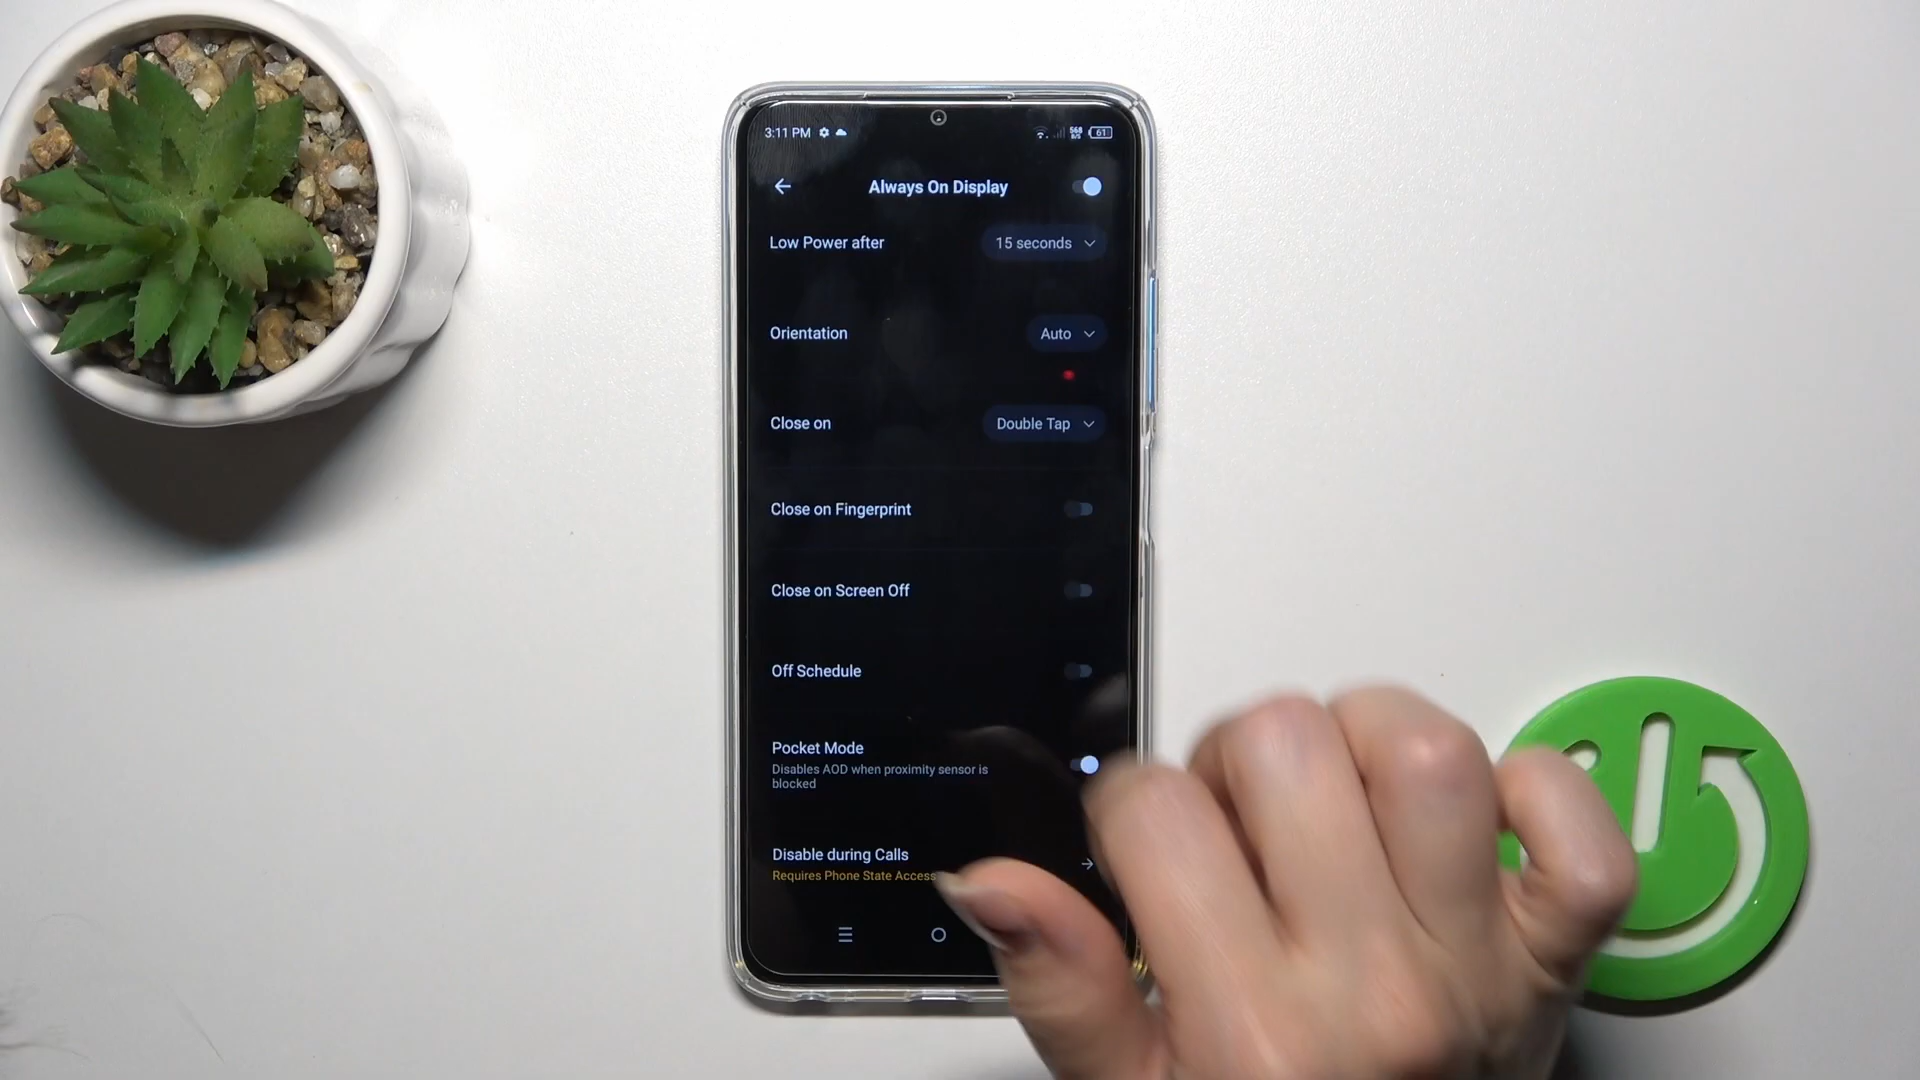 3:11 PM
568
B/S
61
Always On Display
Low Power after
15 seconds
Orientation
Auto
Close on
Double Tap
Close on Fingerprint
Close on Screen Off
Off Schedule
Pocket Mode
Disables AOD when proximity sensor is
blocked
Disable during Calls
Requires Phone State Access